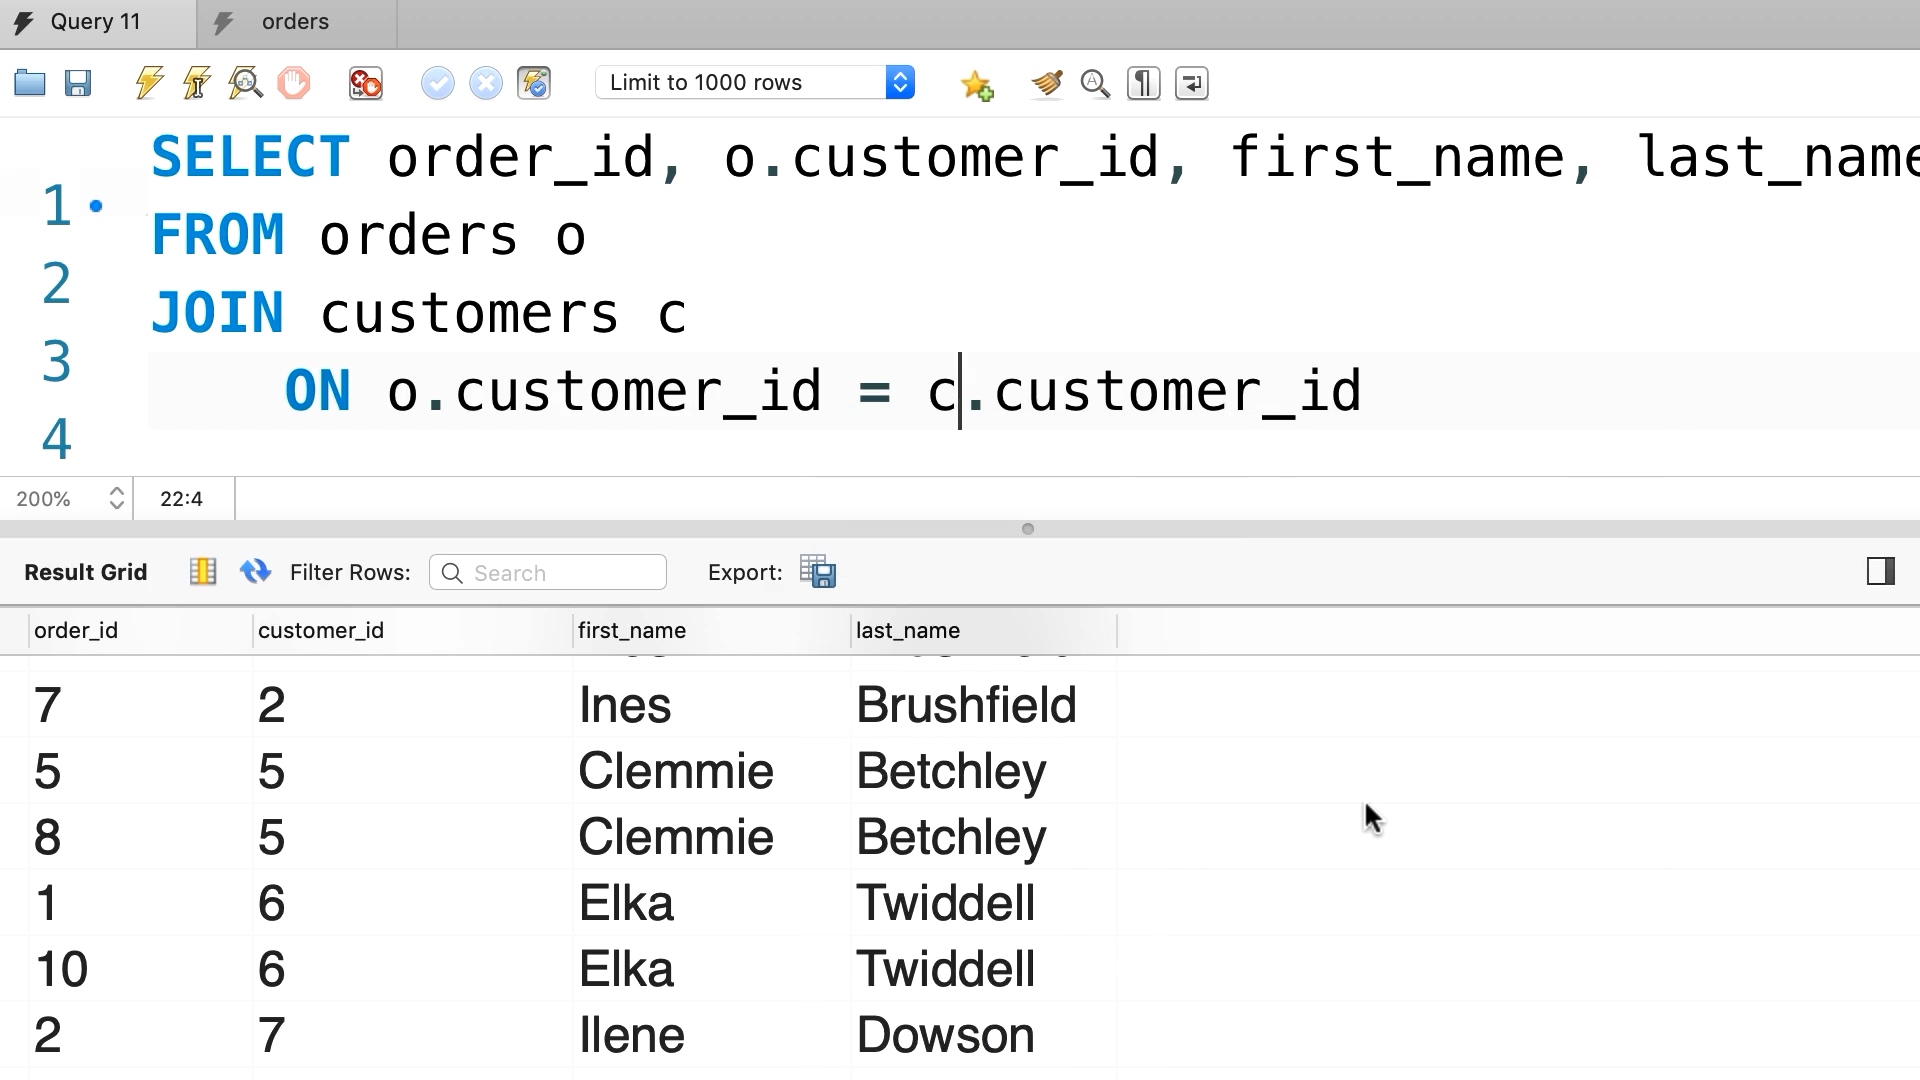 Query 11 orders
Limit to 1000 rows
1 SELECT order_id, o.customer_id, first_name, last_name
2 FROM orders o
3 JOIN customers c
4 ON o.customer_id = c.customer_id
200% 22:4
Result Grid Filter Rows: Search Export:
order_id customer_id first_name last_name
7 2 Ines Brushfield
5 5 Clemmie Betchley
8 5 Clemmie Betchley
1 6 Elka Twiddell
10 6 Elka Twiddell
2 7 Ilene Dowson